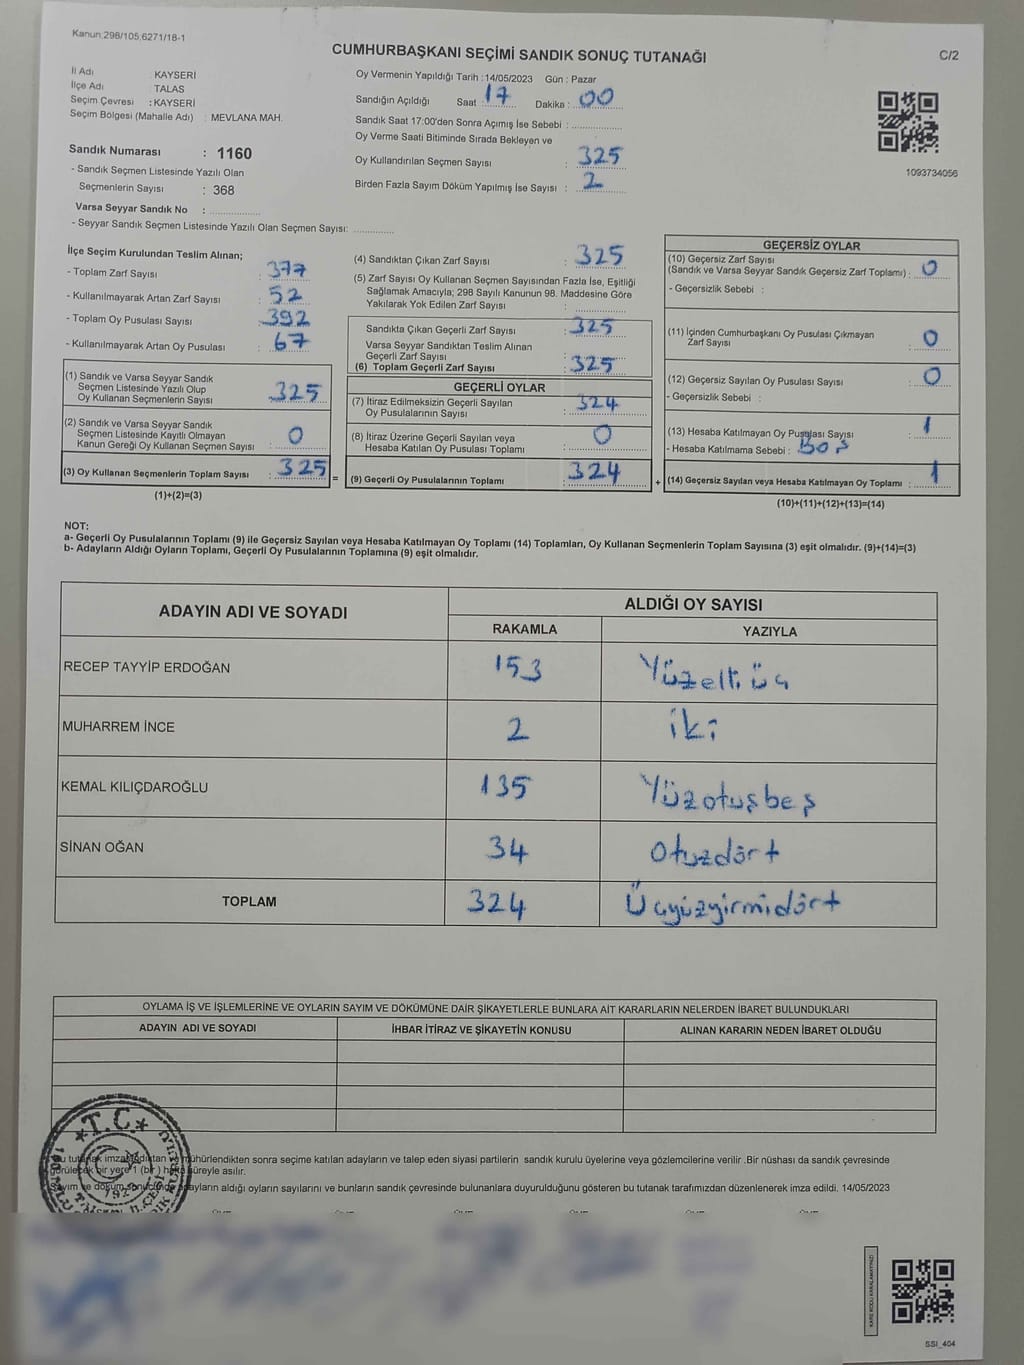 Kanun 298/105,6271/18-1
CUMHURBAŞKANI SEÇİMİ SANDIK SONUÇ TUTANAĞI
C/2
İl Adı KAYSERİ
İlçe Adı TALAS
Seçim Çevresi : KAYSERİ
Seçim Bölgesi (Mahalle Adı) : MEVLANA MAH.
Sandık Numarası : 1160
- Sandık Seçmen Listesinde Yazılı Olan
Seçmenlerin Sayısı : 368
Varsa Seyyar Sandık No :
- Seyyar Sandık Seçmen Listesinde Yazılı Olan Seçmen Sayısı:
Oy Vermenin Yapıldığı Tarih : 14/05/2023 Gün : Pazar
Sandığın Açıldığı Saat : 17 Dakika : 00
Sandık Saat 17:00'den Sonra Açımış İse Sebebi :
Oy Verme Saati Bitiminde Sırada Bekleyen ve
Oy Kullandırılan Seçmen Sayısı : 325
Birden Fazla Sayım Döküm Yapılmış İse Sayısı : 2
1093734056
İlçe Seçim Kurulundan Teslim Alınan;
- Toplam Zarf Sayısı : 377
- Kullanılmayarak Artan Zarf Sayısı : 52
- Toplam Oy Pusulası Sayısı : 392
- Kullanılmayarak Artan Oy Pusulası : 67
(1) Sandık ve Varsa Seyyar Sandık
Seçmen Listesinde Yazılı Olup
Oy Kullanan Seçmenlerin Sayısı : 325
(2) Sandık ve Varsa Seyyar Sandık
Seçmen Listesinde Kayıtlı Olmayan
Kanun Gereği Oy Kullanan Seçmen Sayısı : 0
(3) Oy Kullanan Seçmenlerin Toplam Sayısı : 325
(1)+(2)=(3)
=
(4) Sandıktan Çıkan Zarf Sayısı : 325
(5) Zarf Sayısı Oy Kullanan Seçmen Sayısından Fazla İse, Eşitliği
Sağlamak Amacıyla; 298 Sayılı Kanunun 98. Maddesine Göre
Yakılarak Yok Edilen Zarf Sayısı :
Sandıkta Çıkan Geçerli Zarf Sayısı : 325
Varsa Seyyar Sandıktan Teslim Alınan
Geçerli Zarf Sayısı :
(6) Toplam Geçerli Zarf Sayısı : 325
GEÇERLİ OYLAR
(7) İtiraz Edilmeksizin Geçerli Sayılan
Oy Pusulalarının Sayısı : 324
(8) İtiraz Üzerine Geçerli Sayılan veya
Hesaba Katılan Oy Pusulası Toplamı : 0
(9) Geçerli Oy Pusulalarının Toplamı : 324
+
GEÇERSİZ OYLAR
(10) Geçersiz Zarf Sayısı
(Sandık ve Varsa Seyyar Sandık Geçersiz Zarf Toplamı) : 0
- Geçersizlik Sebebi :
(11) İçinden Cumhurbaşkanı Oy Pusulası Çıkmayan
Zarf Sayısı : 0
(12) Geçersiz Sayılan Oy Pusulası Sayısı : 0
- Geçersizlik Sebebi :
(13) Hesaba Katılmayan Oy Pusulası Sayısı : 1
- Hesaba Katılmama Sebebi : Boş
(14) Geçersiz Sayılan veya Hesaba Katılmayan Oy Toplamı : 1
(10)+(11)+(12)+(13)=(14)
NOT:
a- Geçerli Oy Pusulalarının Toplamı (9) ile Geçersiz Sayılan veya Hesaba Katılmayan Oy Toplamı (14) Toplamları, Oy Kullanan Seçmenlerin Toplam Sayısına (3) eşit olmalıdır. (9)+(14)=(3)
b- Adayların Aldığı Oyların Toplamı, Geçerli Oy Pusulalarının Toplamına (9) eşit olmalıdır.
ADAYIN ADI VE SOYADI ALDIĞI OY SAYISI
RAKAMLA YAZIYLA
RECEP TAYYİP ERDOĞAN 153 Yüzelli üç
MUHARREM İNCE 2 iki
KEMAL KILIÇDAROĞLU 135 Yüzotuşbeş
SİNAN OĞAN 34 Otuzdört
TOPLAM 324 Üçyüzyirmidört
OYLAMA İŞ VE İŞLEMLERİNE VE OYLARIN SAYIM VE DÖKÜMÜNE DAİR ŞİKAYETLERLE BUNLARA AİT KARARLARIN NELERDEN İBARET BULUNDUKLARI
ADAYIN ADI VE SOYADI İHBAR İTİRAZ VE ŞİKAYETİN KONUSU ALINAN KARARIN NEDEN İBARET OLDUĞU
T.C.
tutanak imzalandıktan mühürlendikten sonra seçime katılan adayların ve talep eden siyasi partilerin sandık kurulu üyelerine veya gözlemcilerine verilir .Bir nüshası da sandık çevresinde
görülecek bir yere 1 (bir) hafta süreyle asılır.
Sayım ve döküm adayların aldığı oyların sayılarını ve bunların sandık çevresinde bulunanlara duyurulduğunu gösteren bu tutanak tarafımızdan düzenlenerek imza edildi. 14/05/2023
KARE KODU KARALAMAYINIZ
SSİ_404